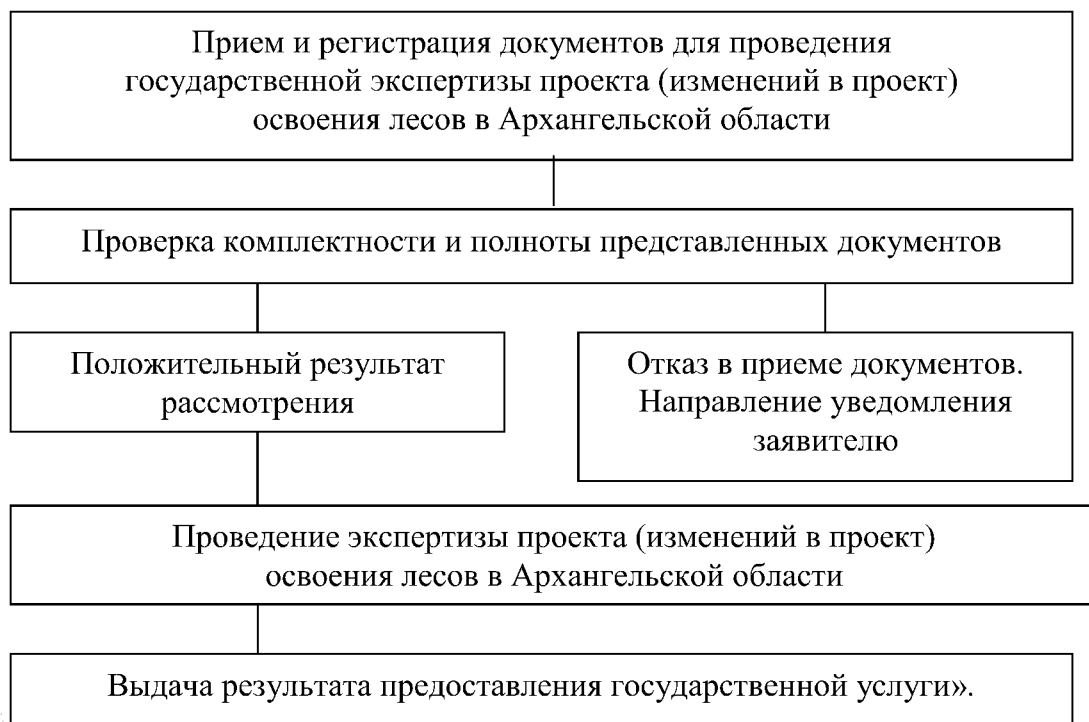 Прием и регистрация документов для проведения
государственной экспертизы проекта (изменений в проект)
освоения лесов в Архангельской области
Проверка комплектности и полноты представленных документов
Положительный результат
рассмотрения
Отказ в приеме документов.
Направление уведомления
заявителю
Проведение экспертизы проекта (изменений в проект)
освоения лесов в Архангельской области
Выдача результата предоставления государственной услуги».